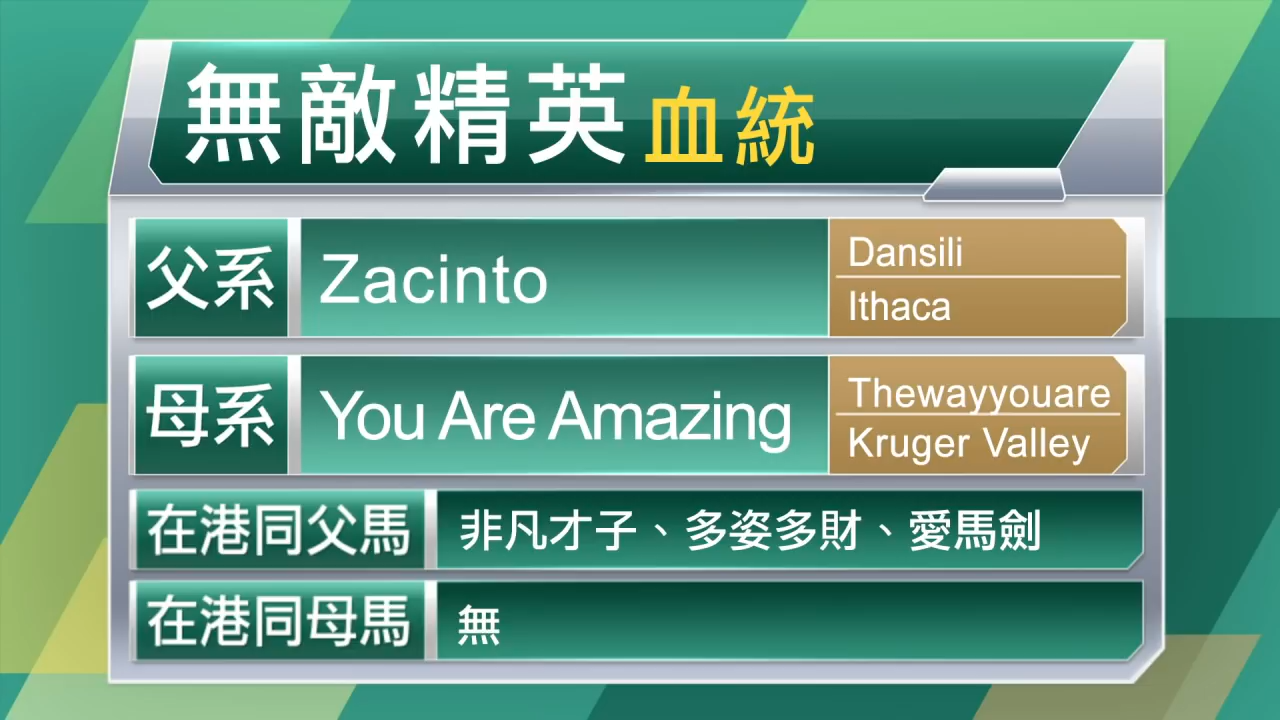 無敵精英 血統
父系 Zacinto Dansili
Ithaca
母系 You Are Amazing Thewayyouare
Kruger Valley
在港同父馬 非凡才子、多姿多財、愛馬劍
在港同母馬 無